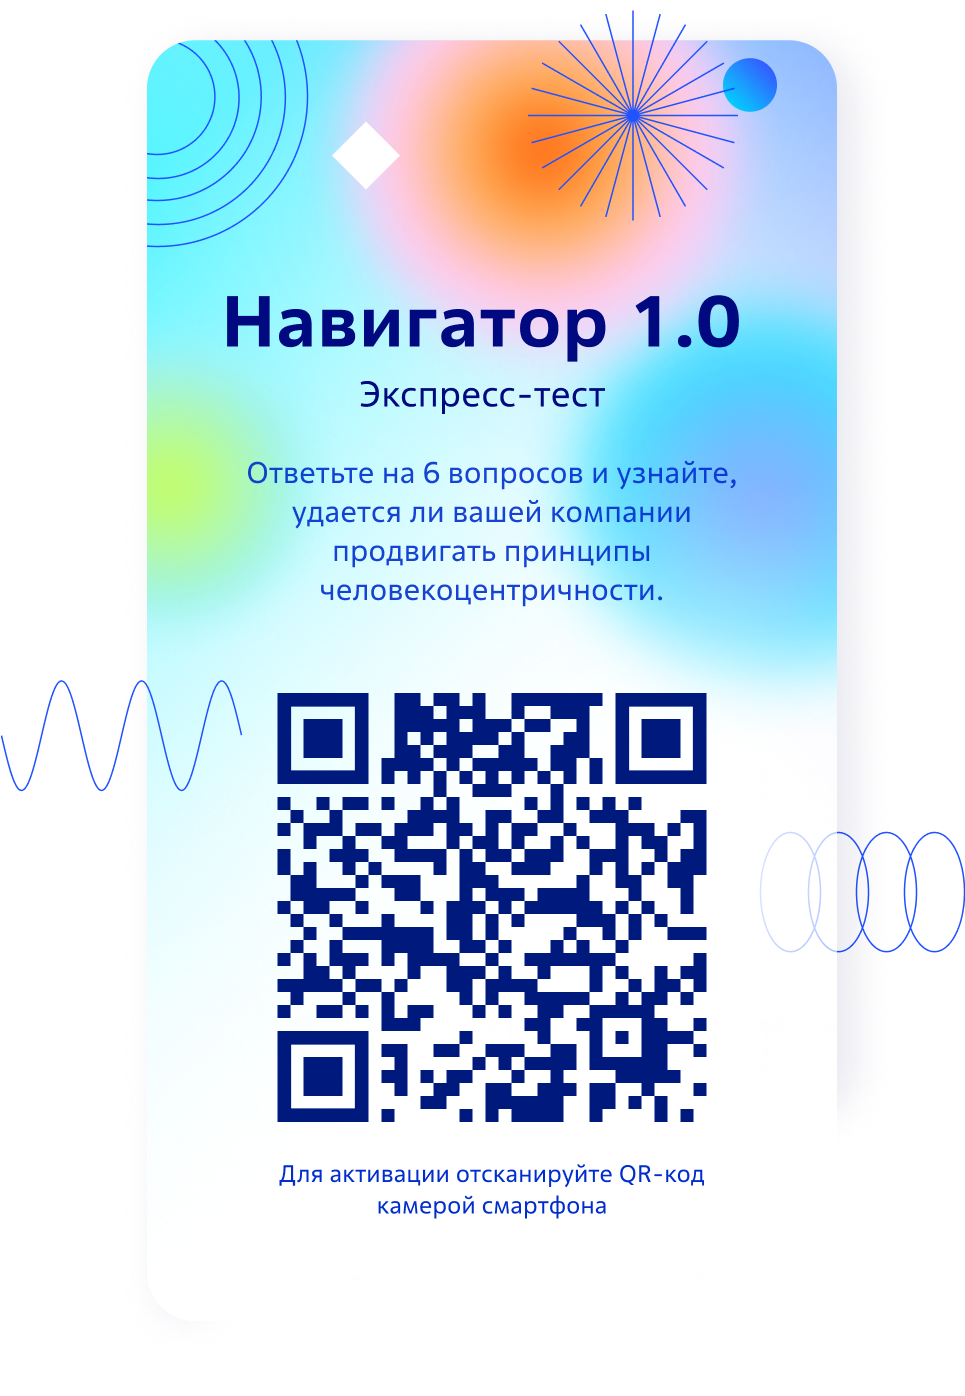 Навигатор 1.0
Экспресс-тест
Ответьте на 6 вопросов и узнайте,
удается ли вашей компании
продвигать принципы
человекоцентричности.
Для активации отсканируйте QR-код
камерой смартфона